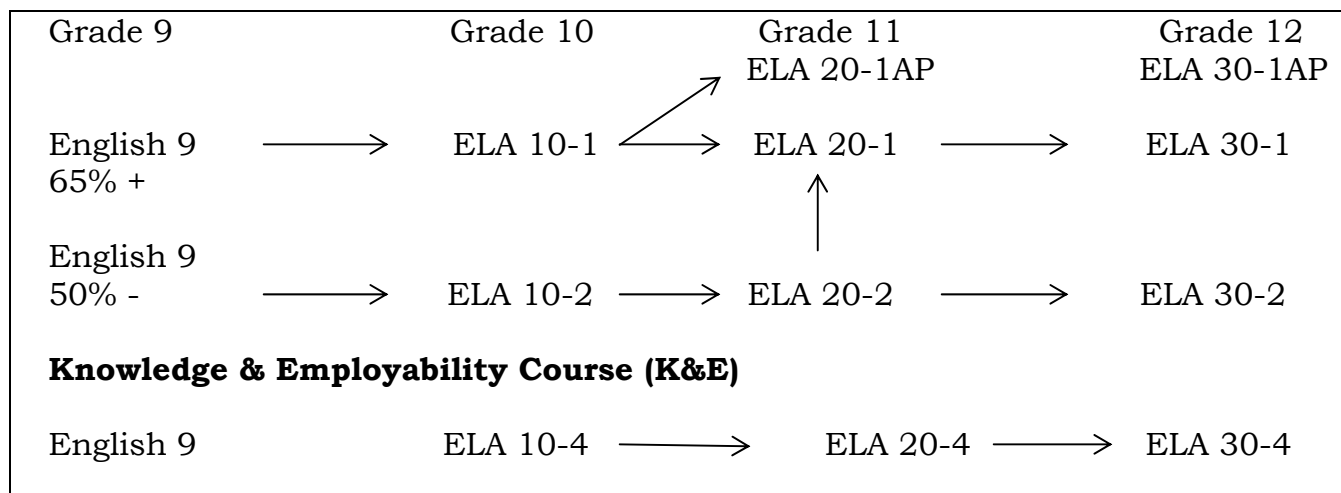 Grade 9 Grade 10 Grade 11 Grade 12
ELA 20-1AP ELA 30-1AP
English 9 ELA 10-1 ELA 20-1 ELA 30-1
65% +
English 9
50% - ELA 10-2 ELA 20-2 ELA 30-2
Knowledge & Employability Course (K&E)
English 9 ELA 10-4 ELA 20-4 ELA 30-4